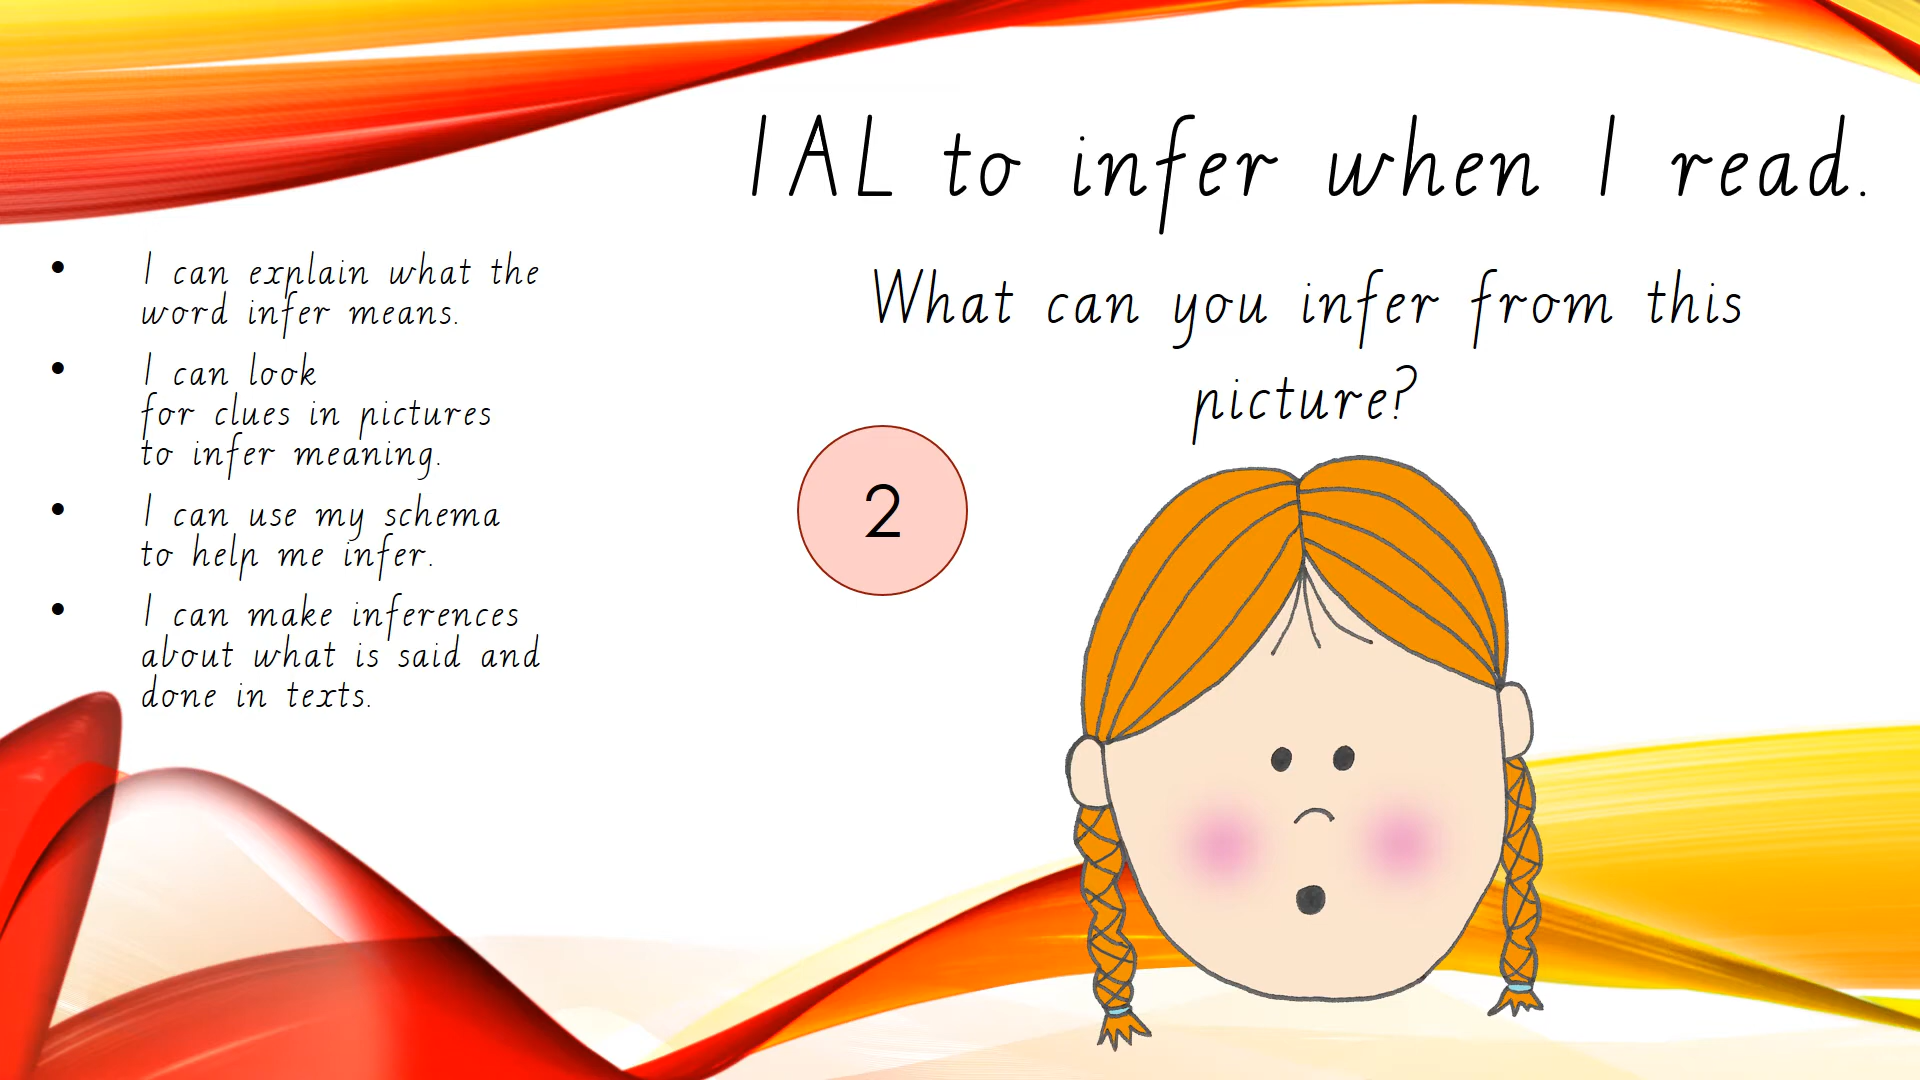 IAL to infer when I read.
• I can explain what the
word infer means.
• I can look
for clues in pictures
to infer meaning.
• I can use my schema
to help me infer.
• I can make inferences
about what is said and
done in texts.
What can you infer from this
picture?
2